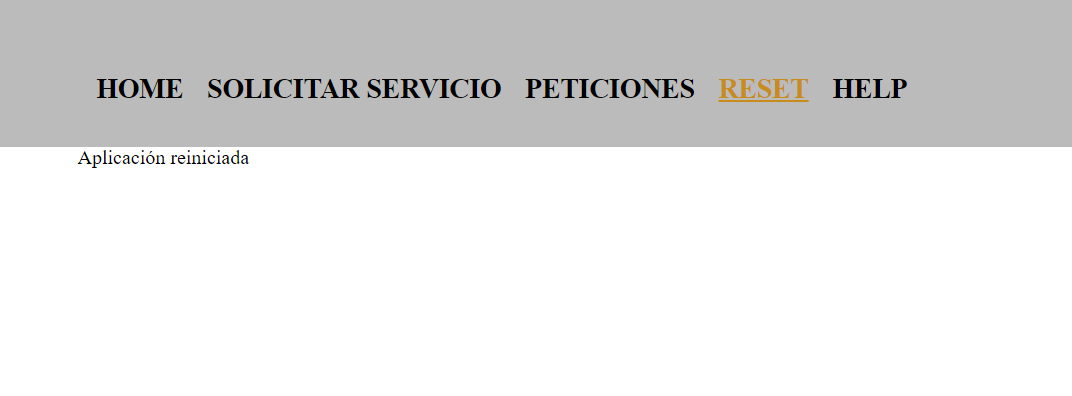 HOME SOLICITAR SERVICIO PETICIONES RESET HELP
Aplicación reiniciada